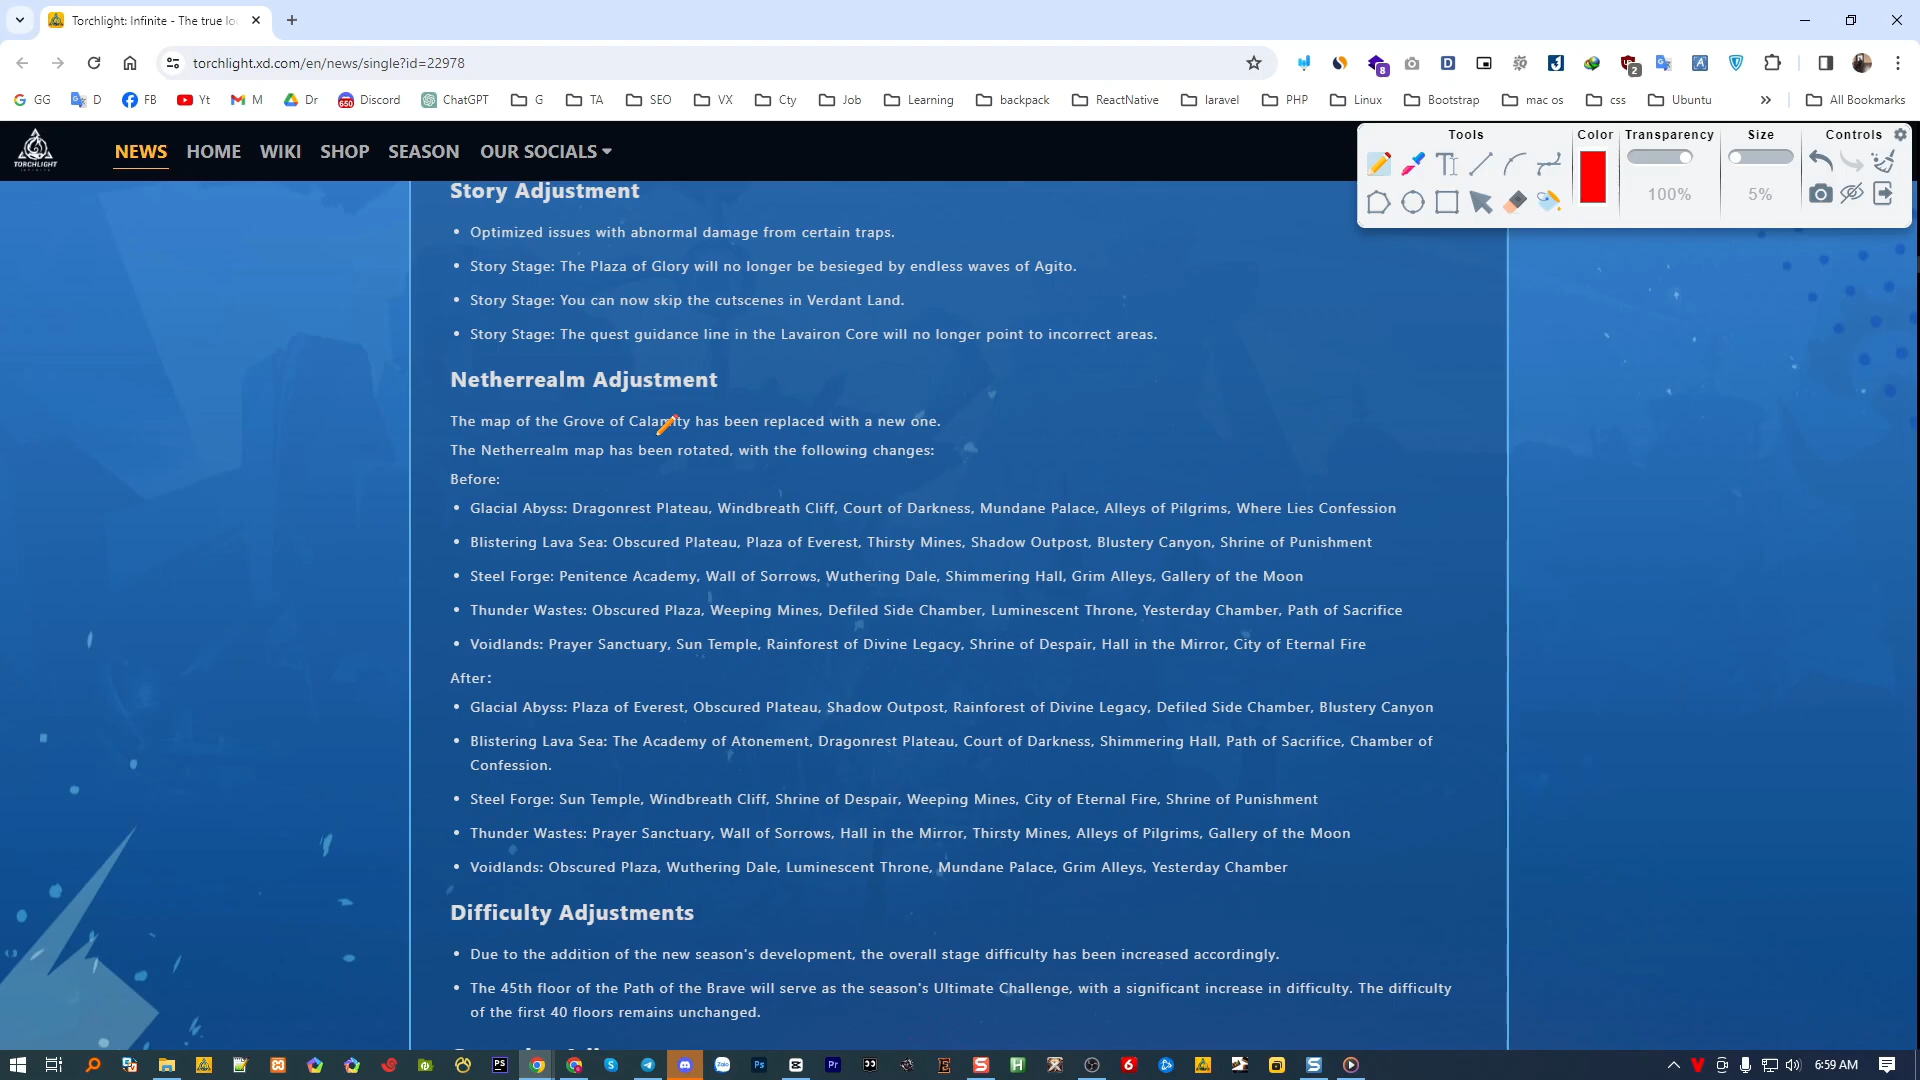 Torchlight: Infinite - The true lo
torchlight.xd.com/en/news/single?id=22978
8
2
GG D FB Yt M Dr Discord ChatGPT G TA SEO VX Cty Job Learning backpack ReactNative laravel PHP Linux Bootstrap mac os css Ubuntu » All Bookmarks
TORCHLIGHT
NEWS HOME WIKI SHOP SEASON OUR SOCIALS
Tools Color Transparency Size Controls
100% 5%
Story Adjustment
• Optimized issues with abnormal damage from certain traps.
• Story Stage: The Plaza of Glory will no longer be besieged by endless waves of Agito.
• Story Stage: You can now skip the cutscenes in Verdant Land.
• Story Stage: The quest guidance line in the Lavairon Core will no longer point to incorrect areas.
Netherrealm Adjustment
The map of the Grove of Calamity has been replaced with a new one.
The Netherrealm map has been rotated, with the following changes:
Before:
• Glacial Abyss: Dragonrest Plateau, Windbreath Cliff, Court of Darkness, Mundane Palace, Alleys of Pilgrims, Where Lies Confession
• Blistering Lava Sea: Obscured Plateau, Plaza of Everest, Thirsty Mines, Shadow Outpost, Blustery Canyon, Shrine of Punishment
• Steel Forge: Penitence Academy, Wall of Sorrows, Wuthering Dale, Shimmering Hall, Grim Alleys, Gallery of the Moon
• Thunder Wastes: Obscured Plaza, Weeping Mines, Defiled Side Chamber, Luminescent Throne, Yesterday Chamber, Path of Sacrifice
• Voidlands: Prayer Sanctuary, Sun Temple, Rainforest of Divine Legacy, Shrine of Despair, Hall in the Mirror, City of Eternal Fire
After:
• Glacial Abyss: Plaza of Everest, Obscured Plateau, Shadow Outpost, Rainforest of Divine Legacy, Defiled Side Chamber, Blustery Canyon
• Blistering Lava Sea: The Academy of Atonement, Dragonrest Plateau, Court of Darkness, Shimmering Hall, Path of Sacrifice, Chamber of
Confession.
• Steel Forge: Sun Temple, Windbreath Cliff, Shrine of Despair, Weeping Mines, City of Eternal Fire, Shrine of Punishment
• Thunder Wastes: Prayer Sanctuary, Wall of Sorrows, Hall in the Mirror, Thirsty Mines, Alleys of Pilgrims, Gallery of the Moon
• Voidlands: Obscured Plaza, Wuthering Dale, Luminescent Throne, Mundane Palace, Grim Alleys, Yesterday Chamber
Difficulty Adjustments
• Due to the addition of the new season's development, the overall stage difficulty has been increased accordingly.
• The 45th floor of the Path of the Brave will serve as the season's Ultimate Challenge, with a significant increase in difficulty. The difficulty
of the first 40 floors remains unchanged.
6:59 AM